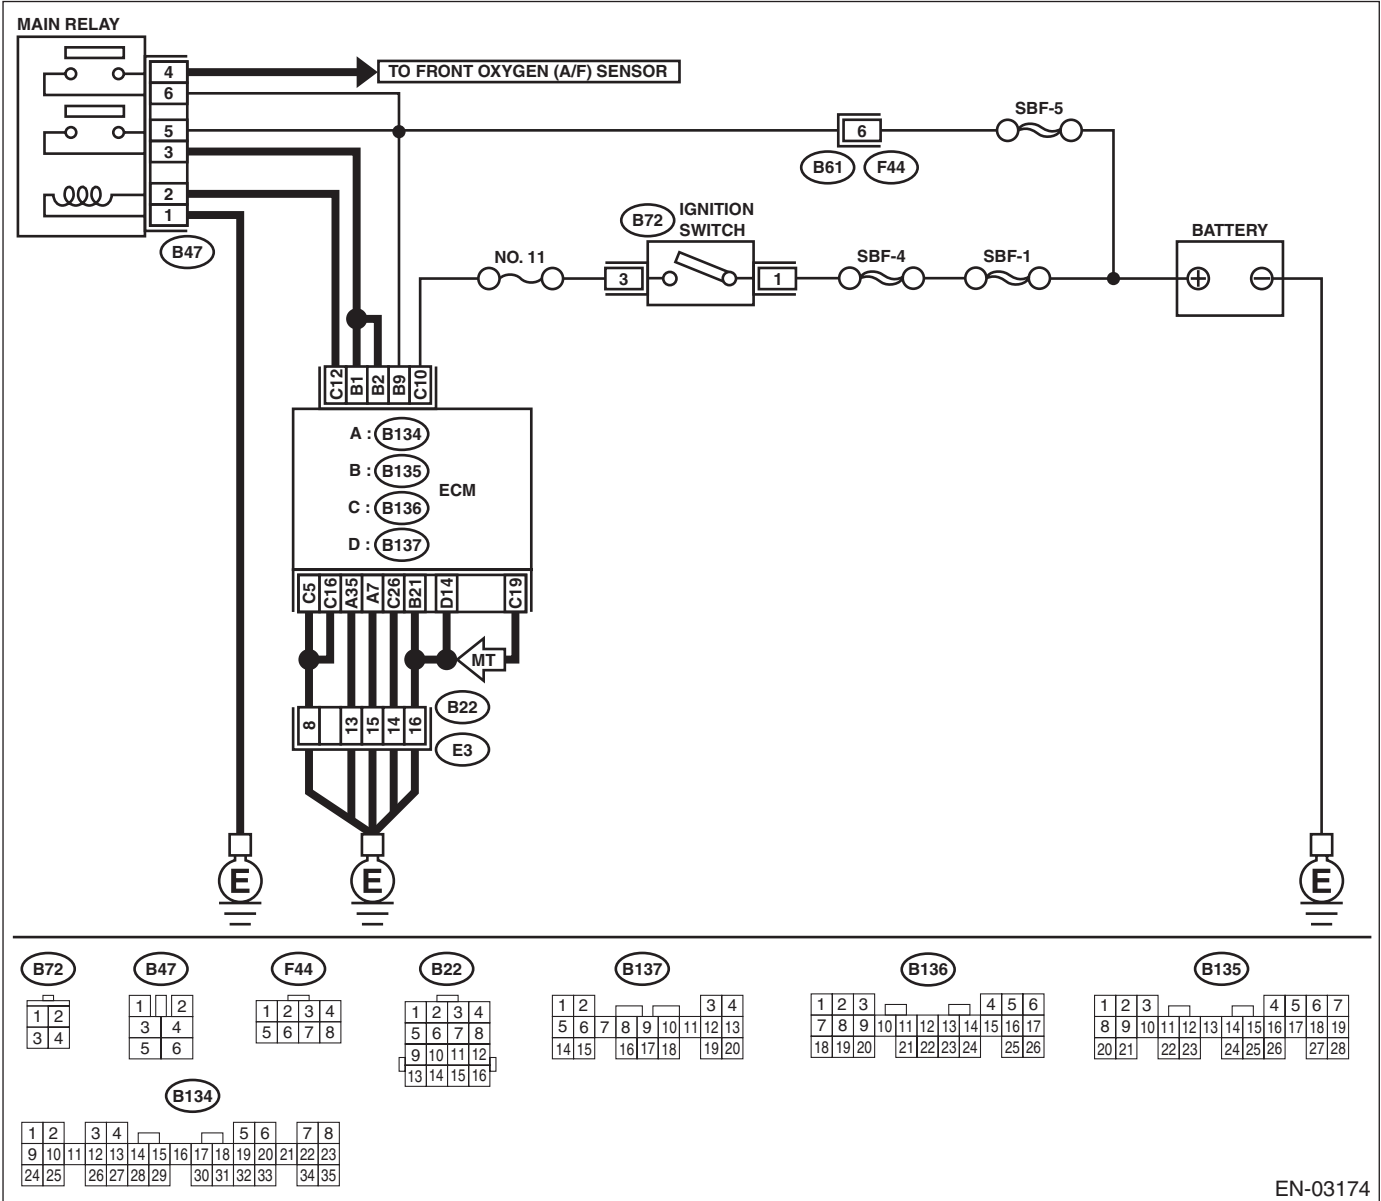 MAIN RELAY
4
TO FRONT OXYGEN (A/F) SENSOR
6
5
3
2
1
B47
6
B61 F44
SBF-5
B72 IGNITION SWITCH
NO. 11
3
1
SBF-4
SBF-1
BATTERY
+ −
C12 B1 B2 B9 C10
A : B134
B : B135
C : B136
D : B137
ECM
C5 C16 A35 A7 C26 B21 D14 C19
MT
8 13 15 14 16
B22
E3
E E E
B72
1 2
3 4
B47
1 2
3 4
5 6
F44
1 2 3 4
5 6 7 8
B22
1 2 3 4
5 6 7 8
9 10 11 12
13 14 15 16
B137
1 2 3 4
5 6 7 8 9 10 11 12 13
14 15 16 17 18 19 20
B136
1 2 3 4 5 6
7 8 9 10 11 12 13 14 15 16 17
18 19 20 21 22 23 24 25 26
B135
1 2 3 4 5 6 7
8 9 10 11 12 13 14 15 16 17 18 19
20 21 22 23 24 25 26 27 28
B134
1 2 3 4 5 6 7 8
9 10 11 12 13 14 15 16 17 18 19 20 21 22 23
24 25 26 27 28 29 30 31 32 33 34 35
EN-03174